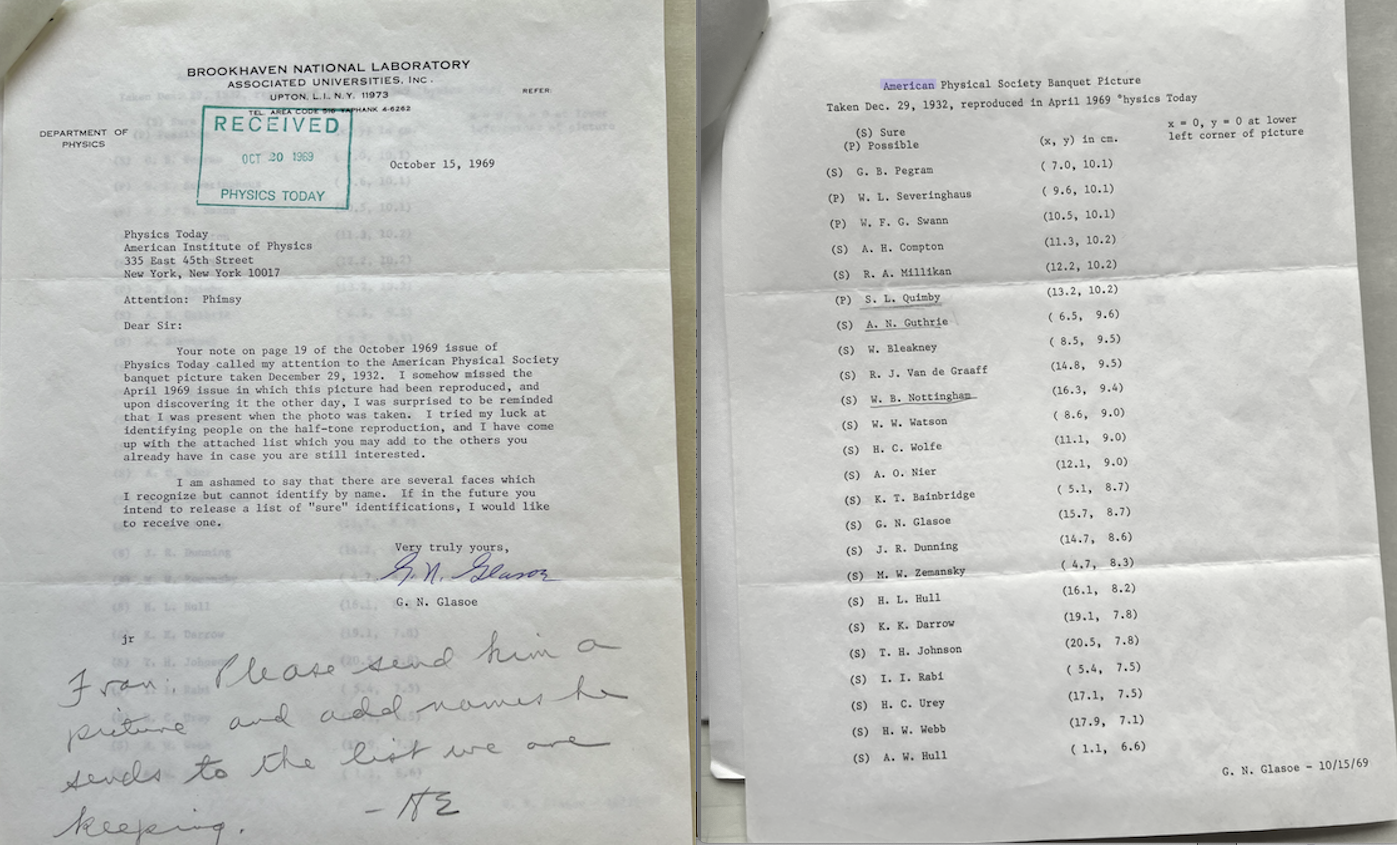 BROOKHAVEN NATIONAL LABORATORY
ASSOCIATED UNIVERSITIES, INC.
UPTON, L.I., N.Y. 11973
REFER:
TEL. AREA CODE 516 YAPHANK 4-6262
DEPARTMENT OF
PHYSICS
RECEIVED
OCT 20 1969
PHYSICS TODAY
October 15, 1969
Physics Today
American Institute of Physics
335 East 45th Street
New York, New York 10017
Attention: Phimsy
Dear Sir:
Your note on page 19 of the October 1969 issue of
Physics Today called my attention to the American Physical Society
banquet picture taken December 29, 1932. I somehow missed the
April 1969 issue in which this picture had been reproduced, and
upon discovering it the other day, I was surprised to be reminded
that I was present when the photo was taken. I tried my luck at
identifying people on the half-tone reproduction, and I have come
up with the attached list which you may add to the others you
already have in case you are still interested.
I am ashamed to say that there are several faces which
I recognize but cannot identify by name. If in the future you
intend to release a list of "sure" identifications, I would like
to receive one.
Very truly yours,
G. N. Glasoe
G. N. Glasoe
jr
Fran: Please send him a
picture and add names he
sends to the list we are
keeping.
- HE
American Physical Society Banquet Picture
Taken Dec. 29, 1932, reproduced in April 1969 Physics Today
(S) Sure
(P) Possible
(x, y) in cm.
x = 0, y = 0 at lower
left corner of picture
(S) G. B. Pegram ( 7.0, 10.1)
(P) W. L. Severinghaus ( 9.6, 10.1)
(P) W. F. G. Swann (10.5, 10.1)
(S) A. H. Compton (11.3, 10.2)
(S) R. A. Millikan (12.2, 10.2)
(P) S. L. Quimby (13.2, 10.2)
(S) A. N. Guthrie ( 6.5, 9.6)
(S) W. Bleakney ( 8.5, 9.5)
(S) R. J. Van de Graaff (14.8, 9.5)
(S) W. B. Nottingham (16.3, 9.4)
(S) W. W. Watson ( 8.6, 9.0)
(S) H. C. Wolfe (11.1, 9.0)
(S) A. O. Nier (12.1, 9.0)
(S) K. T. Bainbridge ( 5.1, 8.7)
(S) G. N. Glasoe (15.7, 8.7)
(S) J. R. Dunning (14.7, 8.6)
(S) M. W. Zemansky ( 4.7, 8.3)
(S) H. L. Hull (16.1, 8.2)
(S) K. K. Darrow (19.1, 7.8)
(S) T. H. Johnson (20.5, 7.8)
(S) I. I. Rabi ( 5.4, 7.5)
(S) H. C. Urey (17.1, 7.5)
(S) H. W. Webb (17.9, 7.1)
(S) A. W. Hull ( 1.1, 6.6)
G. N. Glasoe - 10/15/69